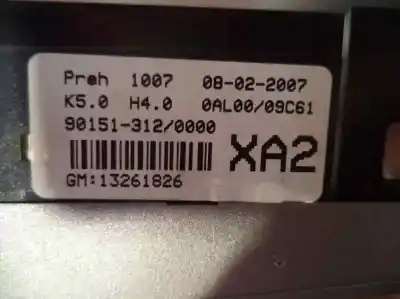 Preh 1007 08-02-2007
K5.0 H4.0 0AL00/09C61
90151-312/0000
XA2
GM:13261826